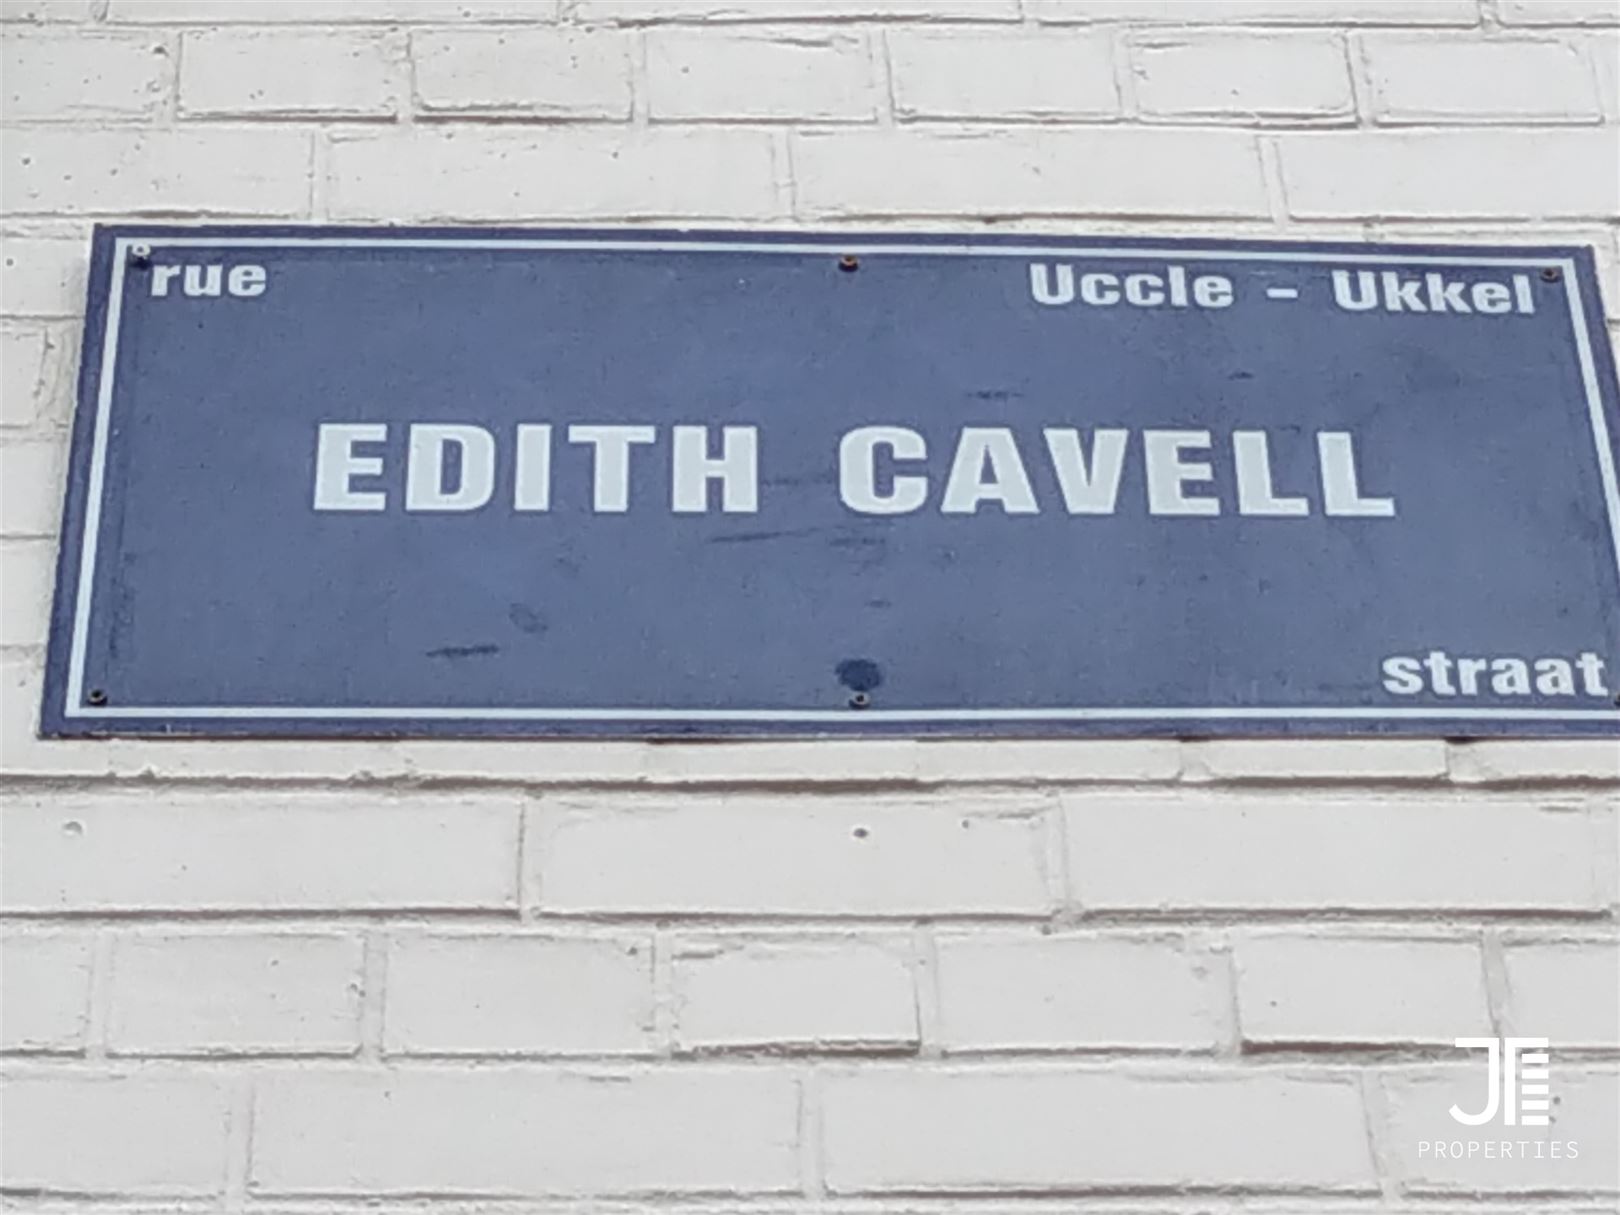 rue Uccle - Ukkel
EDITH CAVELL
straat
PROPERTIES